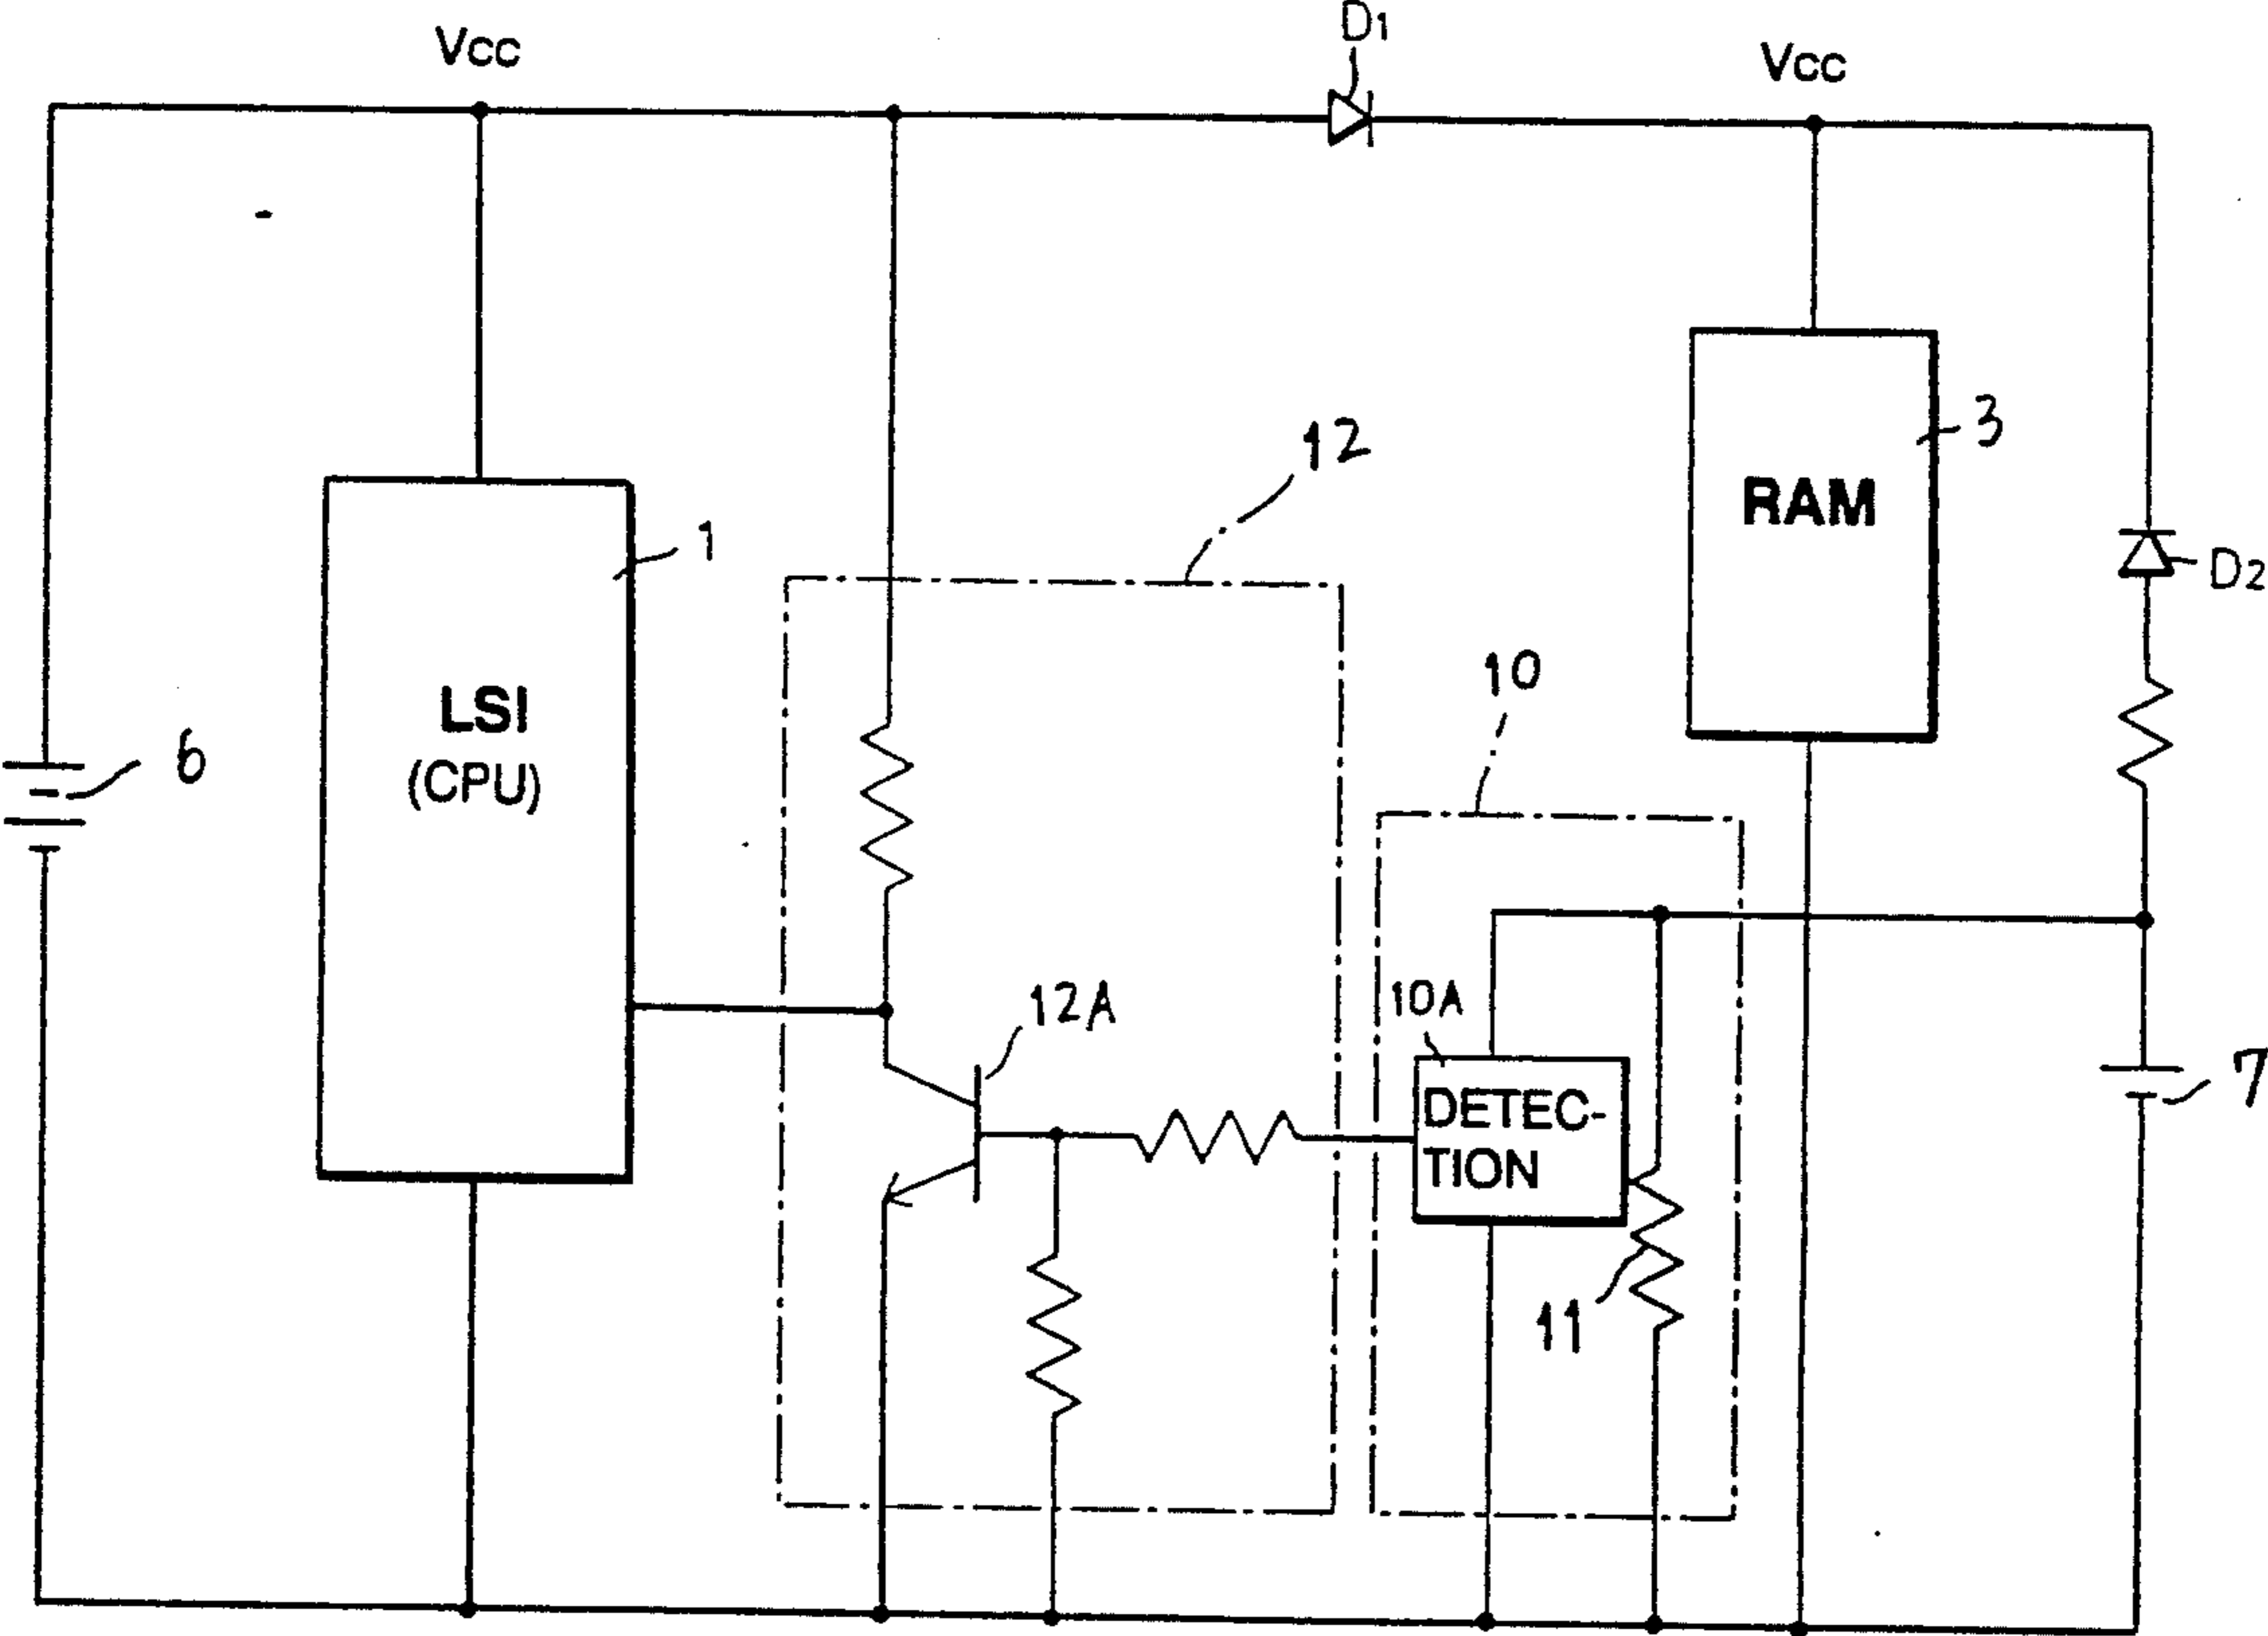 D1
Vcc
Vcc
3
12
RAM
1
D2
10
LSI
(CPU)
6
10A
12A
7
DETEC-
TION
11